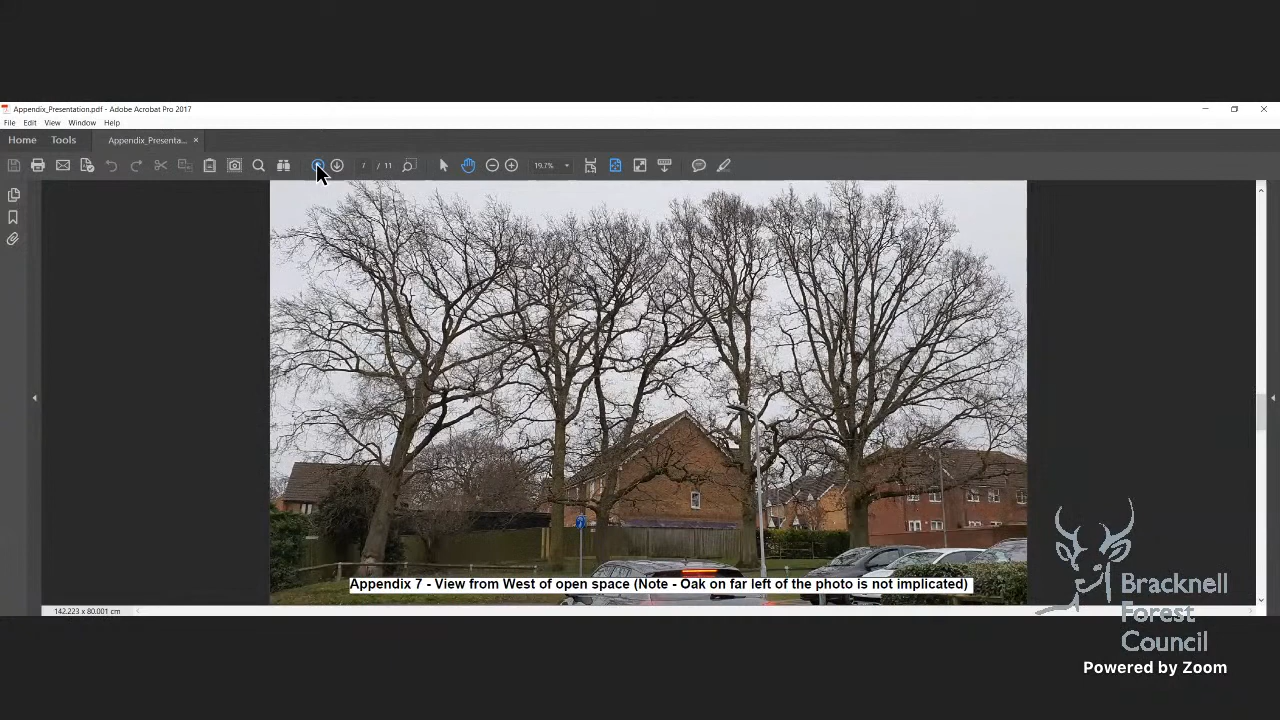 Appendix_Presentation.pdf - Adobe Acrobat Pro 2017
File Edit View Window Help
Home Tools Appendix_Presenta... ×
7 / 11 19.7%
Appendix 7 - View from West of open space (Note - Oak on far left of the photo is not implicated)
142.223 x 80.001 cm
Bracknell
Forest
Council
Powered by Zoom